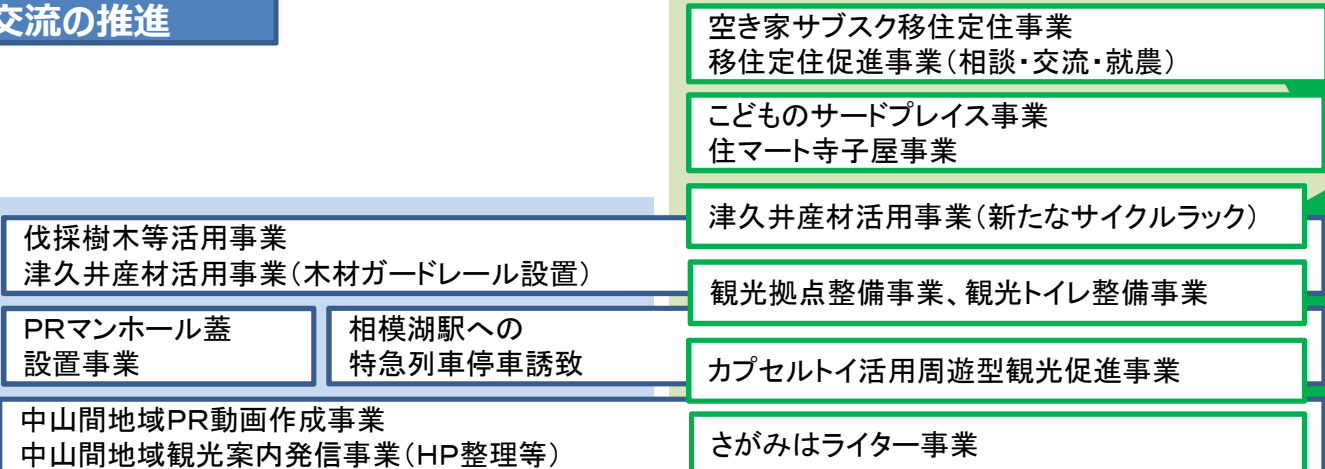 交流の推進
空き家サブスク移住定住事業
移住定住促進事業（相談・交流・就農）
こどものサードプレイス事業
住マート寺子屋事業
津久井産材活用事業（新たなサイクルラック）
伐採樹木等活用事業
津久井産材活用事業（木材ガードレール設置）
観光拠点整備事業、観光トイレ整備事業
PRマンホール蓋
設置事業
相模湖駅への
特急列車停車誘致
カプセルトイ活用周遊型観光促進事業
中山間地域PR動画作成事業
中山間地域観光案内発信事業（HP整理等）
さがみはライター事業